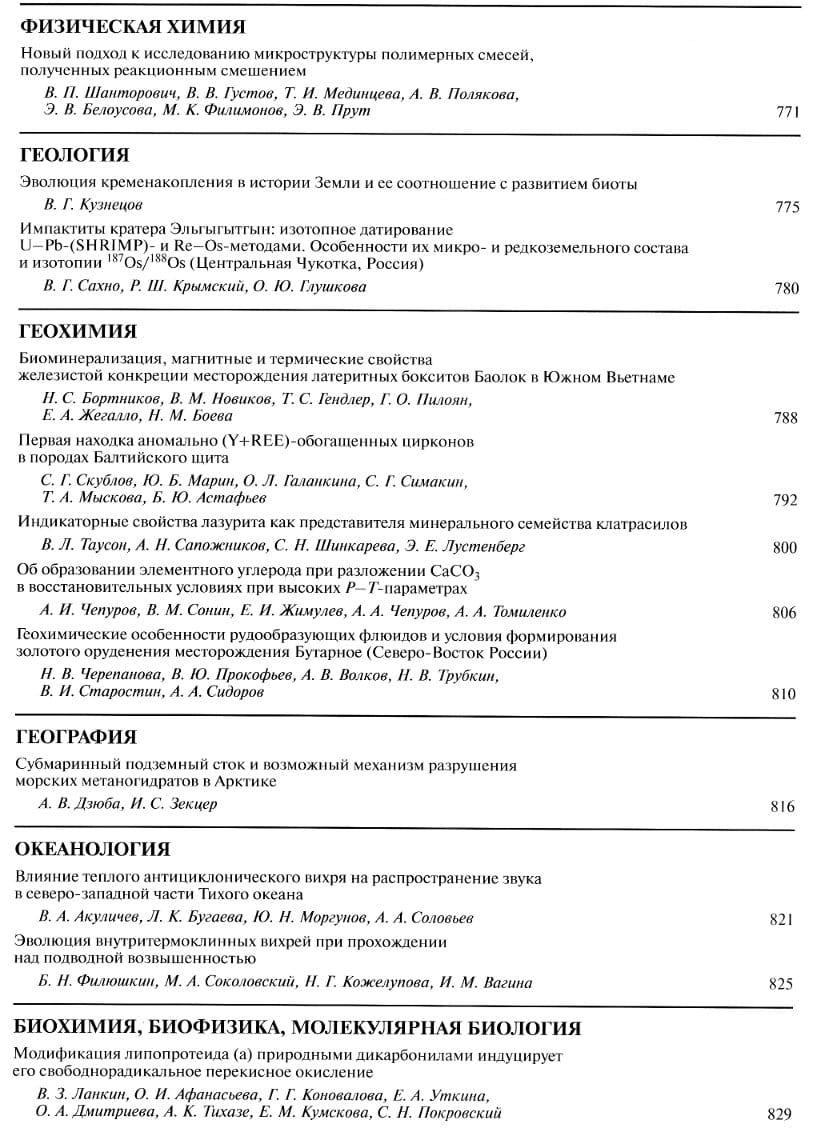 ФИЗИЧЕСКАЯ ХИМИЯ
Новый подход к исследованию микроструктуры полимерных смесей,
полученных реакционным смешением
В. П. Шанторович, В. В. Густов, Т. И. Мединцева, А. В. Полякова,
Э. В. Белоусова, М. К. Филимонов, Э. В. Прут 771
ГЕОЛОГИЯ
Эволюция кременакопления в истории Земли и ее соотношение с развитием биоты
В. Г. Кузнецов 775
Импактиты кратера Эльгыгытгын: изотопное датирование
U–Pb-(SHRIMP)- и Re–Os-методами. Особенности их микро- и редкоземельного состава
и изотопии ¹⁸⁷Os/¹⁸⁸Os (Центральная Чукотка, Россия)
В. Г. Сахно, Р. Ш. Крымский, О. Ю. Глушкова 780
ГЕОХИМИЯ
Биоминерализация, магнитные и термические свойства
железистой конкреции месторождения латеритных бокситов Баолок в Южном Вьетнаме
Н. С. Бортников, В. М. Новиков, Т. С. Гендлер, Г. О. Пилоян,
Е. А. Жегалло, Н. М. Боева 788
Первая находка аномально (Y+REE)-обогащенных цирконов
в породах Балтийского щита
С. Г. Скублов, Ю. Б. Марин, О. Л. Галанкина, С. Г. Симакин,
Т. А. Мыскова, Б. Ю. Астафьев 792
Индикаторные свойства лазурита как представителя минерального семейства клатрасилов
В. Л. Таусон, А. Н. Сапожников, С. Н. Шинкарева, Э. Е. Лустенберг 800
Об образовании элементного углерода при разложении CaCO₃
в восстановительных условиях при высоких P–T-параметрах
А. И. Чепуров, В. М. Сонин, Е. И. Жимулев, А. А. Чепуров, А. А. Томиленко 806
Геохимические особенности рудообразующих флюидов и условия формирования
золотого оруденения месторождения Бутарное (Северо-Восток России)
Н. В. Черепанова, В. Ю. Прокофьев, А. В. Волков, Н. В. Трубкин,
В. И. Старостин, А. А. Сидоров 810
ГЕОГРАФИЯ
Субмаринный подземный сток и возможный механизм разрушения
морских метаногидратов в Арктике
А. В. Дзюба, И. С. Зекцер 816
ОКЕАНОЛОГИЯ
Влияние теплого антициклонического вихря на распространение звука
в северо-западной части Тихого океана
В. А. Акуличев, Л. К. Бугаева, Ю. Н. Моргунов, А. А. Соловьев 821
Эволюция внутритермоклинных вихрей при прохождении
над подводной возвышенностью
Б. Н. Филюшкин, М. А. Соколовский, Н. Г. Кожелупова, И. М. Вагина 825
БИОХИМИЯ, БИОФИЗИКА, МОЛЕКУЛЯРНАЯ БИОЛОГИЯ
Модификация липопротеида (а) природными дикарбонилами индуцирует
его свободнорадикальное перекисное окисление
В. З. Ланкин, О. И. Афанасьева, Г. Г. Коновалова, Е. А. Уткина,
О. А. Дмитриева, А. К. Тихазе, Е. М. Кумскова, С. Н. Покровский 829